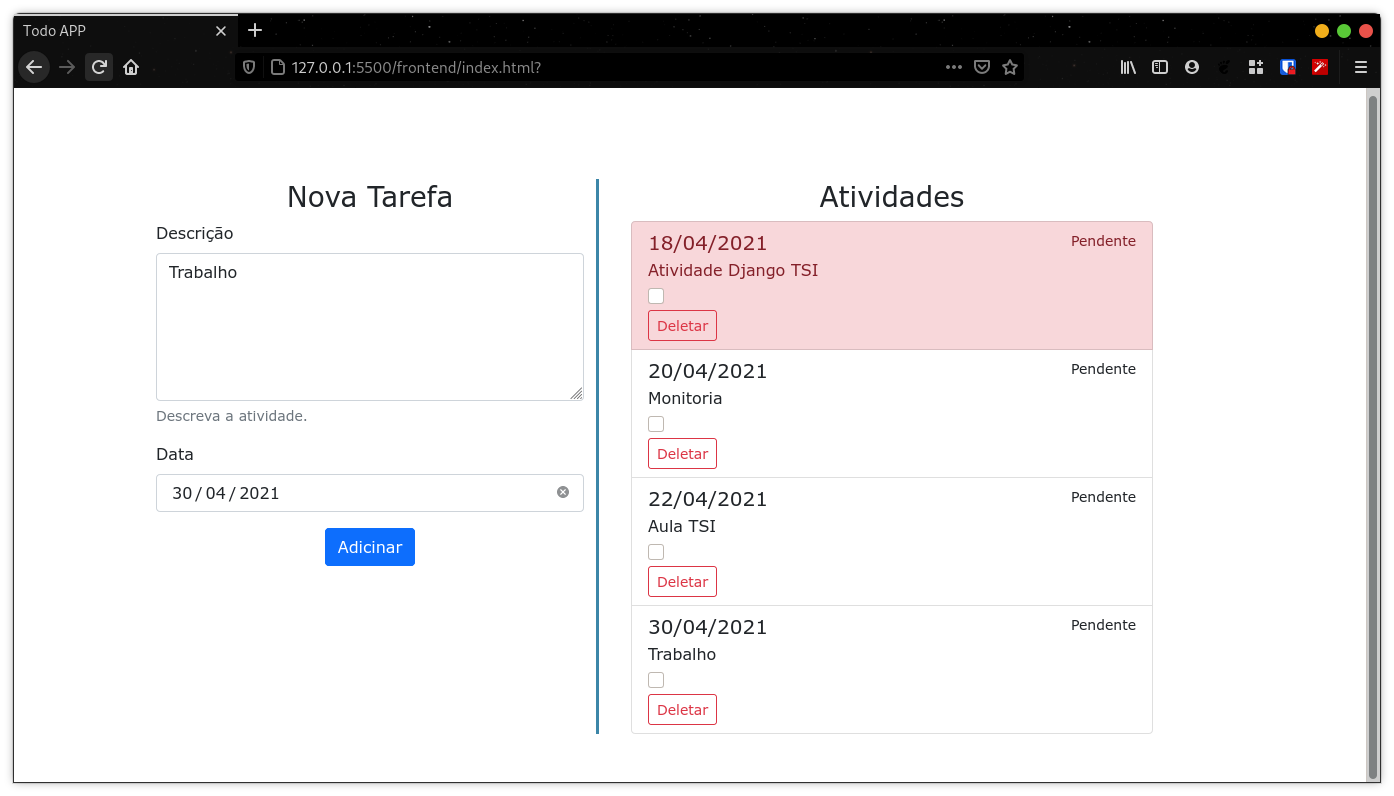 Todo APP
127.0.0.1:5500/frontend/index.html?
Nova Tarefa
Descrição
Trabalho
Descreva a atividade.
Data
30/04/2021
Adicinar
Atividades
18/04/2021 Pendente
Atividade Django TSI
Deletar
20/04/2021 Pendente
Monitoria
Deletar
22/04/2021 Pendente
Aula TSI
Deletar
30/04/2021 Pendente
Trabalho
Deletar